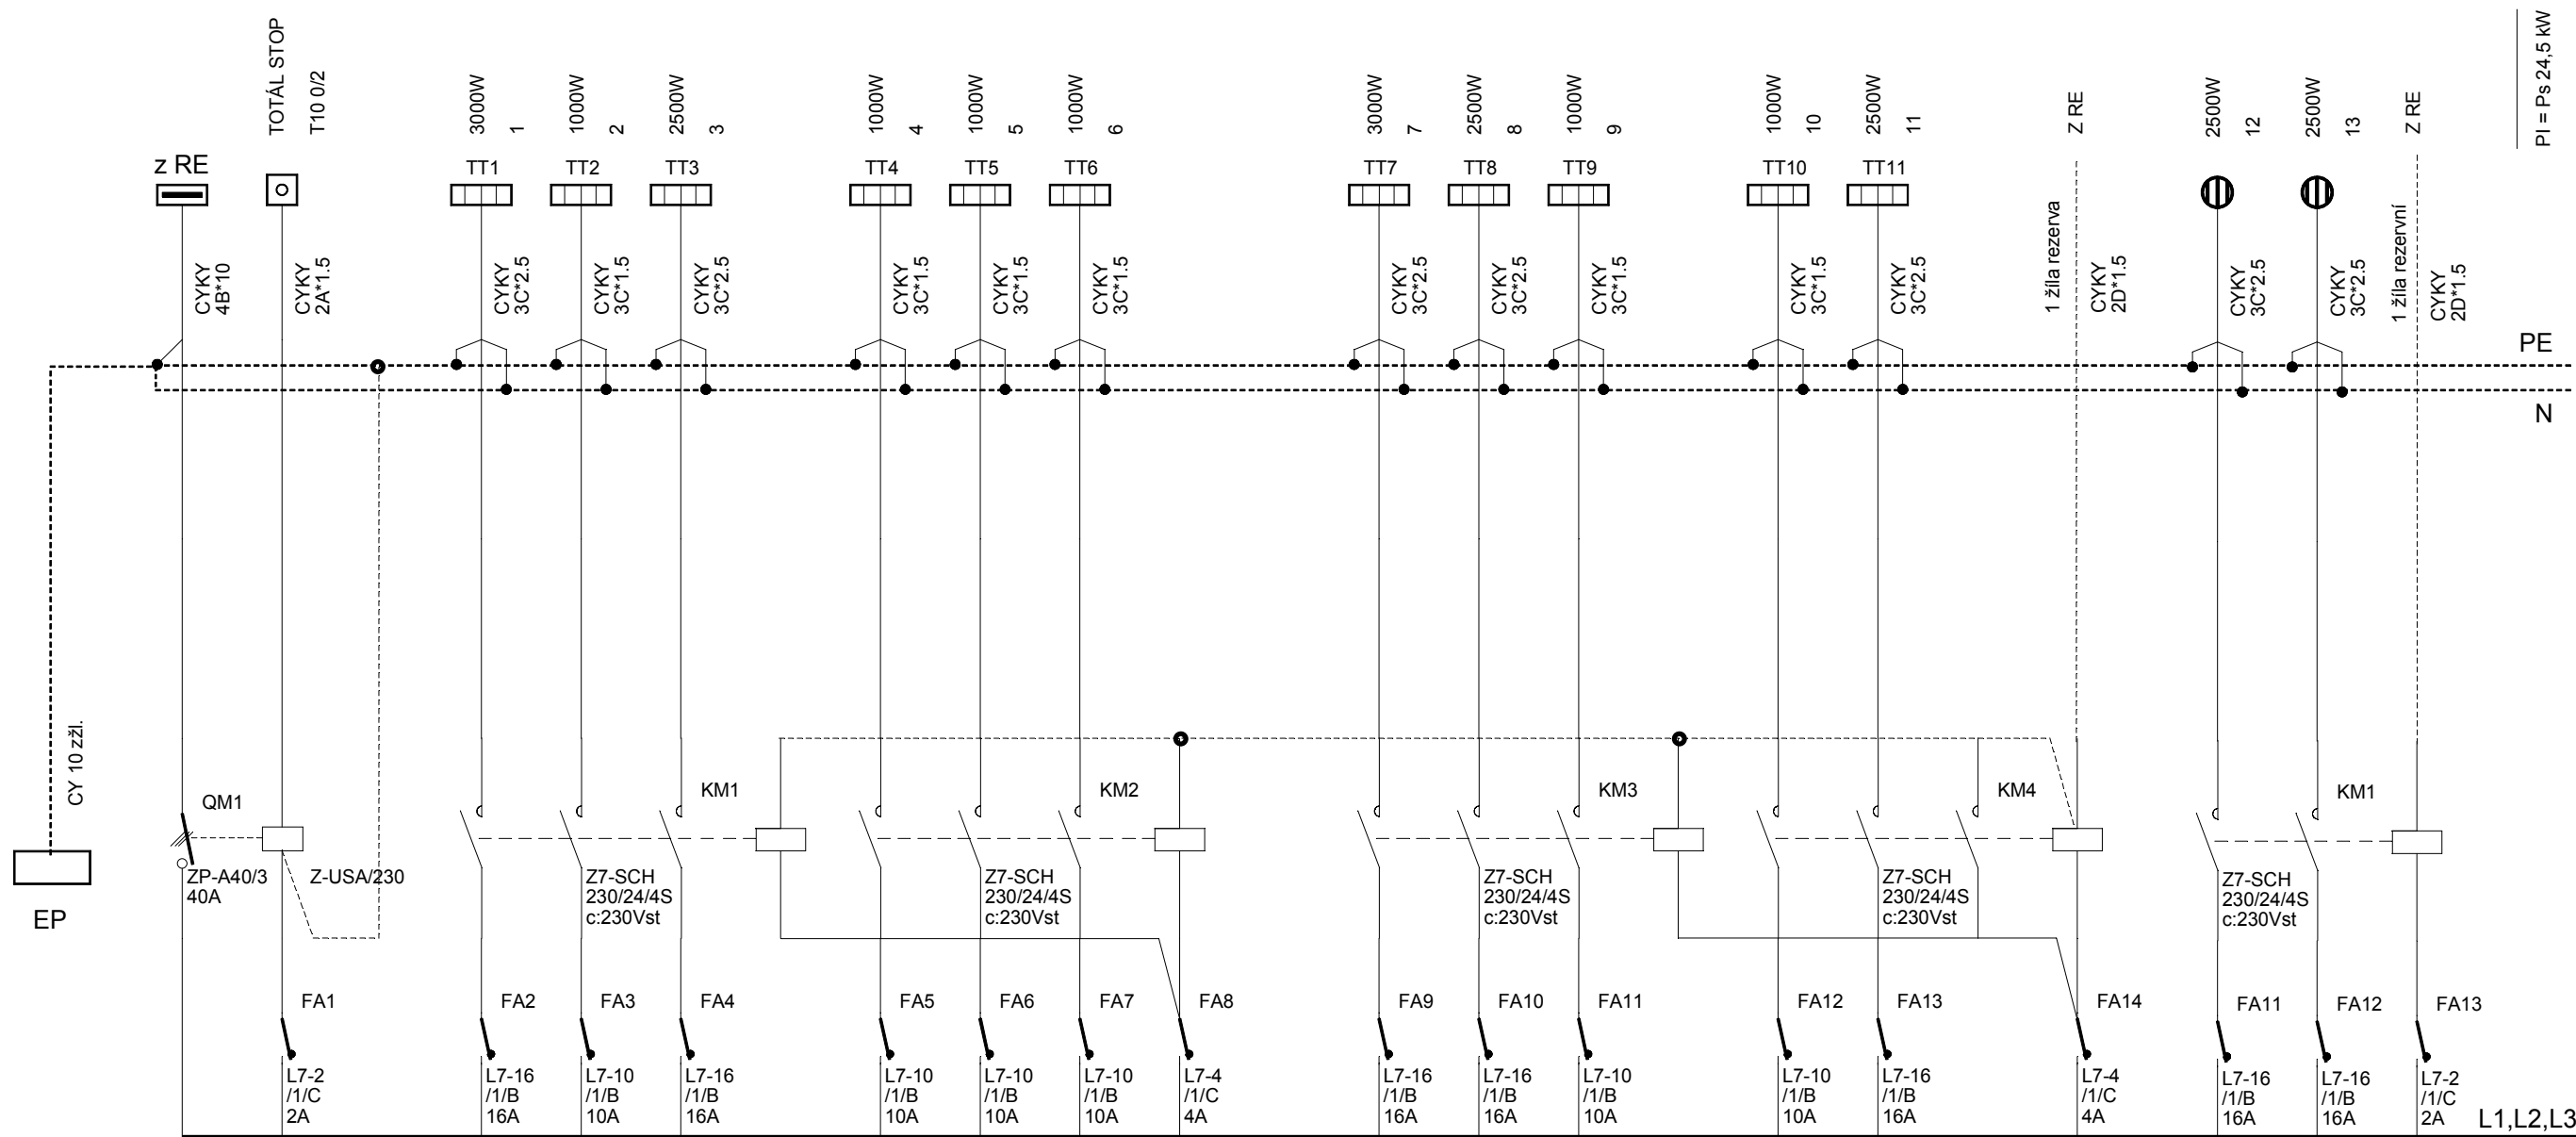 TOTÁL STOP
T10 0/2
3000W
1
1000W
2
2500W
3
1000W
4
1000W
5
1000W
6
3000W
7
2500W
8
1000W
9
1000W
10
2500W
11
Z RE
2500W
12
2500W
13
Z RE
PI = Ps 24,5 kW
z RE
TT1
TT2
TT3
TT4
TT5
TT6
TT7
TT8
TT9
TT10
TT11
CYKY
4B*10
CYKY
2A*1.5
CYKY
3C*2.5
CYKY
3C*1.5
CYKY
3C*2.5
CYKY
3C*1.5
CYKY
3C*1.5
CYKY
3C*1.5
CYKY
3C*2.5
CYKY
3C*2.5
CYKY
3C*1.5
CYKY
3C*1.5
CYKY
3C*2.5
1 žíla rezerva
CYKY
2D*1.5
CYKY
3C*2.5
CYKY
3C*2.5
1 žíla rezervní
CYKY
2D*1.5
PE
N
CY 10 zžl.
EP
QM1
ZP-A40/3
40A
Z-USA/230
KM1
Z7-SCH
230/24/4S
c:230Vst
KM2
Z7-SCH
230/24/4S
c:230Vst
KM3
Z7-SCH
230/24/4S
c:230Vst
KM4
Z7-SCH
230/24/4S
c:230Vst
KM1
Z7-SCH
230/24/4S
c:230Vst
FA1
L7-2
/1/C
2A
FA2
L7-16
/1/B
16A
FA3
L7-10
/1/B
10A
FA4
L7-16
/1/B
16A
FA5
L7-10
/1/B
10A
FA6
L7-10
/1/B
10A
FA7
L7-10
/1/B
10A
FA8
L7-4
/1/C
4A
FA9
L7-16
/1/B
16A
FA10
L7-16
/1/B
16A
FA11
L7-10
/1/B
10A
FA12
L7-10
/1/B
10A
FA13
L7-16
/1/B
16A
FA14
L7-4
/1/C
4A
FA11
L7-16
/1/B
16A
FA12
L7-16
/1/B
16A
FA13
L7-2
/1/C
2A
L1,L2,L3